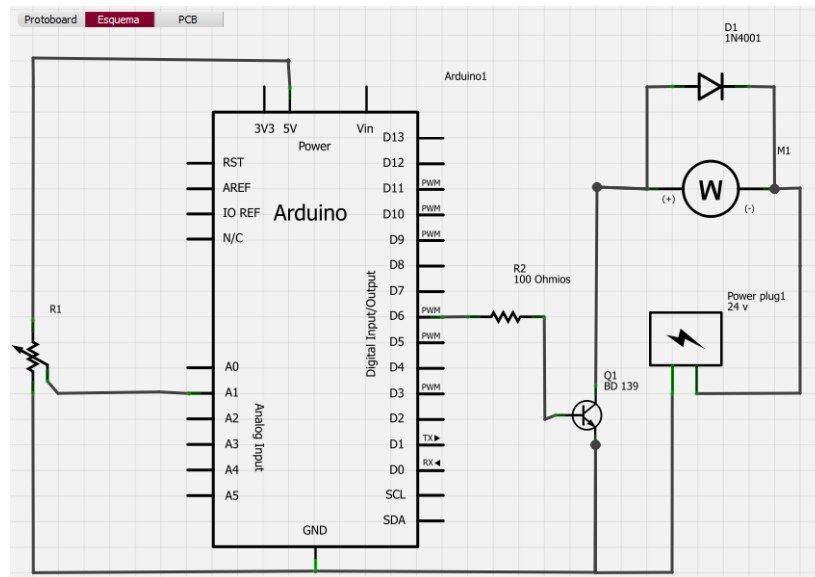 Protoboard Esquema PCB
D1
1N4001
Arduino1
3V3 5V Vin
Power
D13
RST
D12
AREF
D11 PWM
IO REF
Arduino
D10 PWM
N/C
D9 PWM
D8
D7
D6 PWM
D5 PWM
D4
D3 PWM
D2
D1 TX
D0 RX
SCL
SDA
Digital Input/Output
A0
A1
A2
A3
A4
A5
Analog Input
GND
R1
R2
100 Ohmios
Q1
BD 139
M1
M
(+)
(-)
Power plug1
24 v